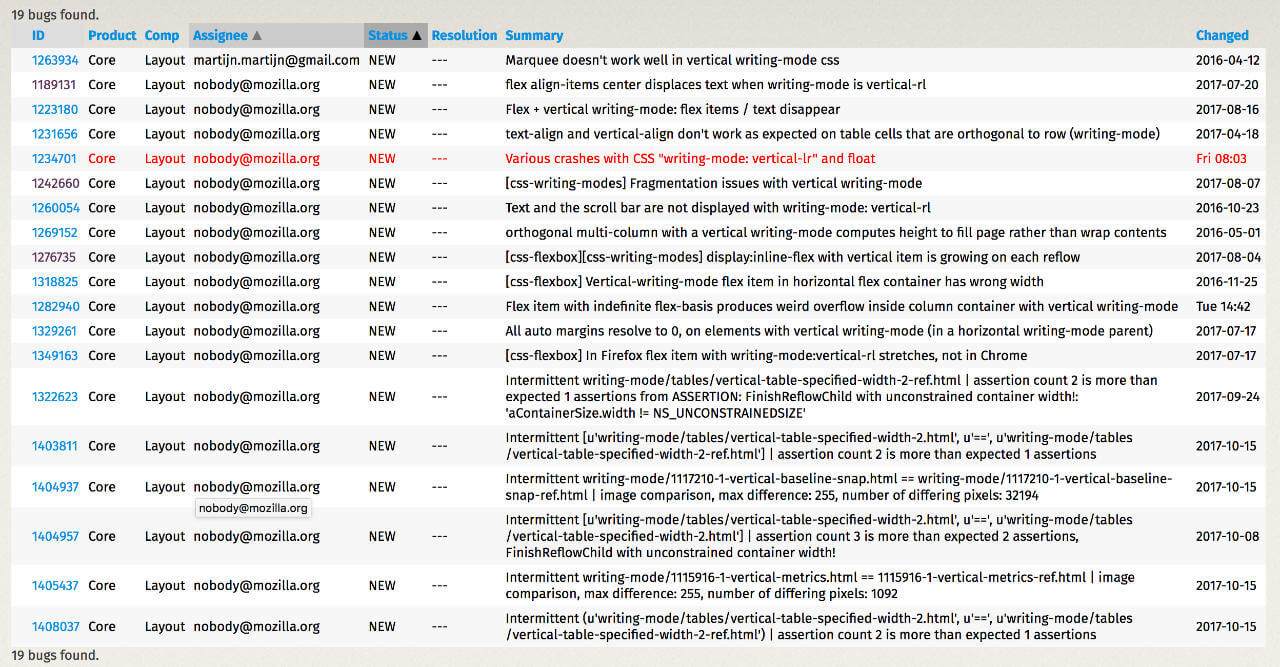 19 bugs found.
ID Product Comp Assignee ▲ Status ▲ Resolution Summary Changed
1263934 Core Layout martijn.martijn@gmail.com NEW --- Marquee doesn't work well in vertical writing-mode css 2016-04-12
1189131 Core Layout nobody@mozilla.org NEW --- flex align-items center displaces text when writing-mode is vertical-rl 2017-07-20
1223180 Core Layout nobody@mozilla.org NEW --- Flex + vertical writing-mode: flex items / text disappear 2017-08-16
1231656 Core Layout nobody@mozilla.org NEW --- text-align and vertical-align don't work as expected on table cells that are orthogonal to row (writing-mode) 2017-04-18
1234701 Core Layout nobody@mozilla.org NEW --- Various crashes with CSS "writing-mode: vertical-lr" and float Fri 08:03
1242660 Core Layout nobody@mozilla.org NEW --- [css-writing-modes] Fragmentation issues with vertical writing-mode 2017-08-07
1260054 Core Layout nobody@mozilla.org NEW --- Text and the scroll bar are not displayed with writing-mode: vertical-rl 2016-10-23
1269152 Core Layout nobody@mozilla.org NEW --- orthogonal multi-column with a vertical writing-mode computes height to fill page rather than wrap contents 2016-05-01
1276735 Core Layout nobody@mozilla.org NEW --- [css-flexbox][css-writing-modes] display:inline-flex with vertical item is growing on each reflow 2017-08-04
1318825 Core Layout nobody@mozilla.org NEW --- [css-flexbox] Vertical-writing-mode flex item in horizontal flex container has wrong width 2016-11-25
1282940 Core Layout nobody@mozilla.org NEW --- Flex item with indefinite flex-basis produces weird overflow inside column container with vertical writing-mode Tue 14:42
1329261 Core Layout nobody@mozilla.org NEW --- All auto margins resolve to 0, on elements with vertical writing-mode (in a horizontal writing-mode parent) 2017-07-17
1349163 Core Layout nobody@mozilla.org NEW --- [css-flexbox] In Firefox flex item with writing-mode:vertical-rl stretches, not in Chrome 2017-07-17
Intermittent writing-mode/tables/vertical-table-specified-width-2-ref.html | assertion count 2 is more than
1322623 Core Layout nobody@mozilla.org NEW --- expected 1 assertions from ASSERTION: FinishReflowChild with unconstrained container width!: 2017-09-24
'aContainerSize.width != NS_UNCONSTRAINEDSIZE'
1403811 Core Layout nobody@mozilla.org NEW --- Intermittent [u'writing-mode/tables/vertical-table-specified-width-2.html', u'==', u'writing-mode/tables 2017-10-15
/vertical-table-specified-width-2-ref.html'] | assertion count 2 is more than expected 1 assertions
1404937 Core Layout nobody@mozilla.org NEW --- Intermittent writing-mode/1117210-1-vertical-baseline-snap.html == writing-mode/1117210-1-vertical-baseline- 2017-10-15
snap-ref.html | image comparison, max difference: 255, number of differing pixels: 32194
nobody@mozilla.org
Intermittent [u'writing-mode/tables/vertical-table-specified-width-2.html', u'==', u'writing-mode/tables
1404957 Core Layout nobody@mozilla.org NEW --- /vertical-table-specified-width-2.html'] | assertion count 3 is more than expected 2 assertions, 2017-10-08
FinishReflowChild with unconstrained container width!
1405437 Core Layout nobody@mozilla.org NEW --- Intermittent writing-mode/1115916-1-vertical-metrics.html == 1115916-1-vertical-metrics-ref.html | image 2017-10-15
comparison, max difference: 255, number of differing pixels: 1092
1408037 Core Layout nobody@mozilla.org NEW --- Intermittent (u'writing-mode/tables/vertical-table-specified-width-2.html', u'==', u'writing-mode/tables 2017-10-15
/vertical-table-specified-width-2-ref.html') | assertion count 2 is more than expected 1 assertions
19 bugs found.